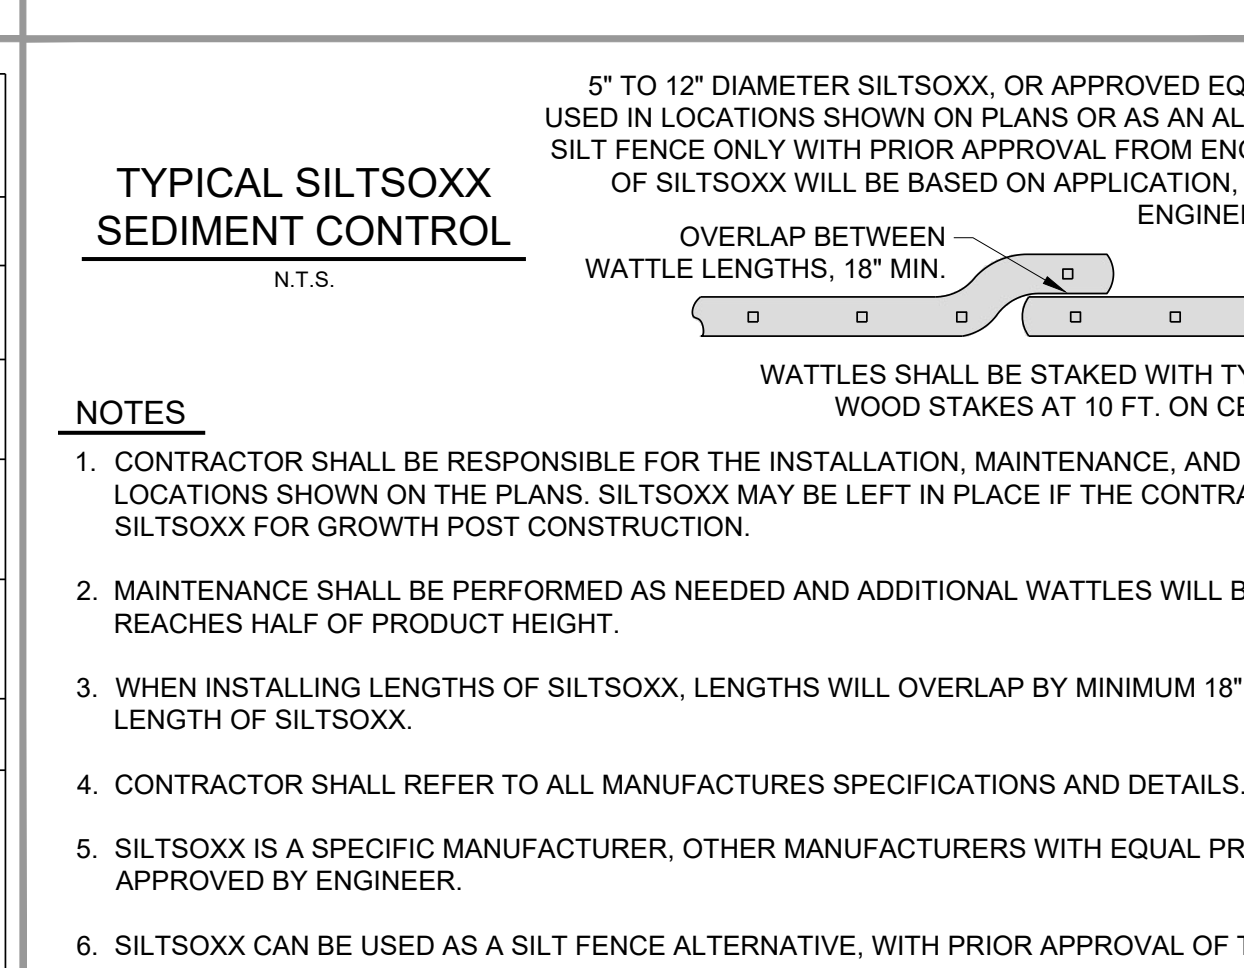 5" TO 12" DIAMETER SILTSOXX, OR APPROVED EQ
USED IN LOCATIONS SHOWN ON PLANS OR AS AN AL
SILT FENCE ONLY WITH PRIOR APPROVAL FROM ENG
OF SILTSOXX WILL BE BASED ON APPLICATION,
ENGINEE
TYPICAL SILTSOXX
SEDIMENT CONTROL
N.T.S.
OVERLAP BETWEEN
WATTLE LENGTHS, 18" MIN.
WATTLES SHALL BE STAKED WITH TY
WOOD STAKES AT 10 FT. ON CE
NOTES
1. CONTRACTOR SHALL BE RESPONSIBLE FOR THE INSTALLATION, MAINTENANCE, AND
LOCATIONS SHOWN ON THE PLANS. SILTSOXX MAY BE LEFT IN PLACE IF THE CONTRA
SILTSOXX FOR GROWTH POST CONSTRUCTION.
2. MAINTENANCE SHALL BE PERFORMED AS NEEDED AND ADDITIONAL WATTLES WILL B
REACHES HALF OF PRODUCT HEIGHT.
3. WHEN INSTALLING LENGTHS OF SILTSOXX, LENGTHS WILL OVERLAP BY MINIMUM 18"
LENGTH OF SILTSOXX.
4. CONTRACTOR SHALL REFER TO ALL MANUFACTURES SPECIFICATIONS AND DETAILS.
5. SILTSOXX IS A SPECIFIC MANUFACTURER, OTHER MANUFACTURERS WITH EQUAL PR
APPROVED BY ENGINEER.
6. SILTSOXX CAN BE USED AS A SILT FENCE ALTERNATIVE, WITH PRIOR APPROVAL OF T